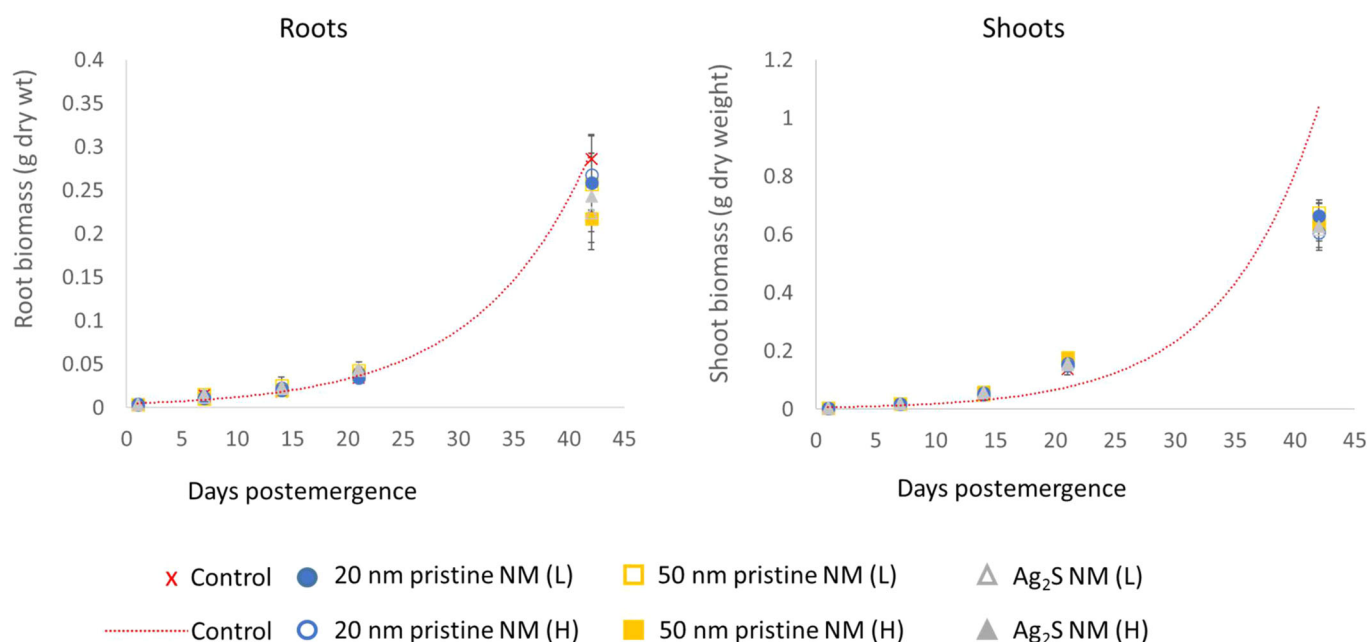 Roots
Root biomass (g dry wt)
0.4
0.35
0.3
0.25
0.2
0.15
0.1
0.05
0
0 5 10 15 20 25 30 35 40 45
Days postemergence
Shoots
Shoot biomass (g dry weight)
1.2
1
0.8
0.6
0.4
0.2
0
0 5 10 15 20 25 30 35 40 45
Days postemergence
x Control 20 nm pristine NM (L) 50 nm pristine NM (L) Ag₂S NM (L)
Control 20 nm pristine NM (H) 50 nm pristine NM (H) Ag₂S NM (H)